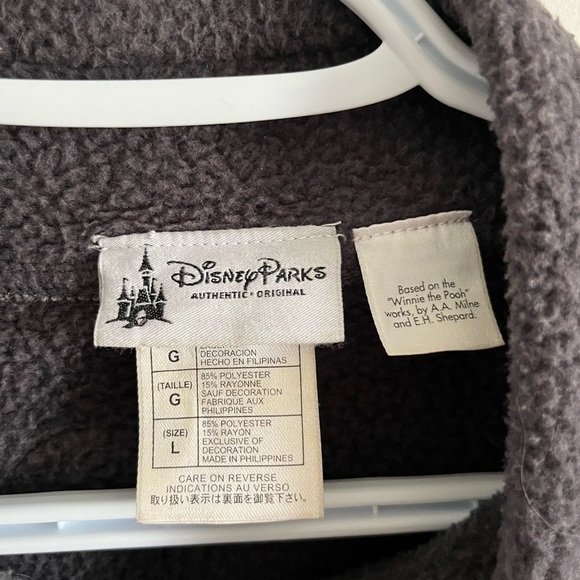 DISNEY PARKS
AUTHENTIC • ORIGINAL
Based on the
"Winnie the Pooh"
works, by A.A. Milne
and E.H. Shepard.
G
DECORACION
HECHO EN FILIPINAS
(TAILLE)
G
85% POLYESTER
15% RAYONNE
SAUF DECORATION
FABRIQUE AUX
PHILIPPINES
(SIZE)
L
85% POLYESTER
15% RAYON
EXCLUSIVE OF
DECORATION
MADE IN PHILIPPINES
CARE ON REVERSE
INDICATIONS AU VERSO
取り扱い表示は裏面を御覧下さい。